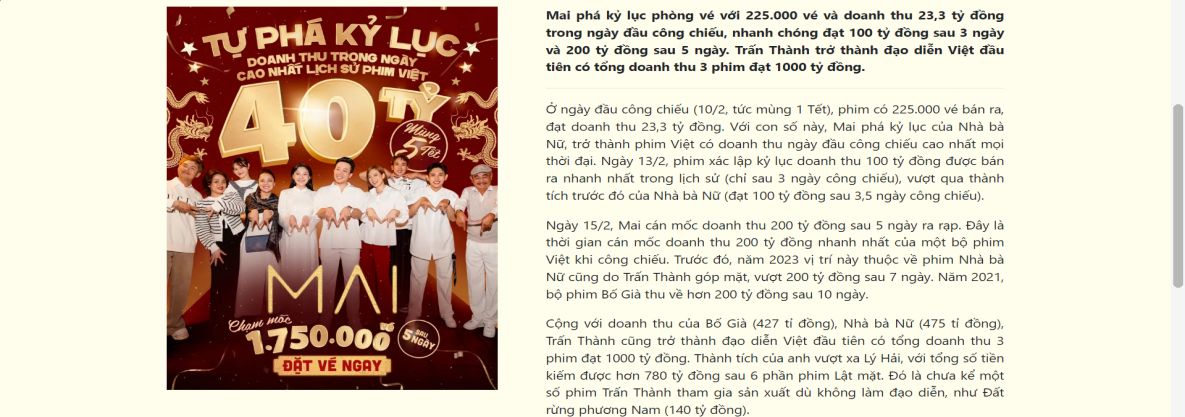 TỰ PHÁ KỶ LỤC
DOANH THU TRONG NGÀY
CAO NHẤT LỊCH SỬ PHIM VIỆT
40 TỶ
Mùng
5 Tết
MAI
Chạm mốc
1.750.000 vé
SAU
5 NGÀY
ĐẶT VÉ NGAY
Mai phá kỷ lục phòng vé với 225.000 vé và doanh thu 23,3 tỷ đồng
trong ngày đầu công chiếu, nhanh chóng đạt 100 tỷ đồng sau 3 ngày
và 200 tỷ đồng sau 5 ngày. Trấn Thành trở thành đạo diễn Việt đầu
tiên có tổng doanh thu 3 phim đạt 1000 tỷ đồng.
Ở ngày đầu công chiếu (10/2, tức mùng 1 Tết), phim có 225.000 vé bán ra,
đạt doanh thu 23,3 tỷ đồng. Với con số này, Mai phá kỷ lục của Nhà bà
Nữ, trở thành phim Việt có doanh thu ngày đầu công chiếu cao nhất mọi
thời đại. Ngày 13/2, phim xác lập kỷ lục doanh thu 100 tỷ đồng được bán
ra nhanh nhất trong lịch sử (chỉ sau 3 ngày công chiếu), vượt qua thành
tích trước đó của Nhà bà Nữ (đạt 100 tỷ đồng sau 3,5 ngày công chiếu).
Ngày 15/2, Mai cán mốc doanh thu 200 tỷ đồng sau 5 ngày ra rạp. Đây là
thời gian cán mốc doanh thu 200 tỷ đồng nhanh nhất của một bộ phim
Việt khi công chiếu. Trước đó, năm 2023 vị trí này thuộc về phim Nhà bà
Nữ cũng do Trấn Thành góp mặt, vượt 200 tỷ đồng sau 7 ngày. Năm 2021,
bộ phim Bố Già thu về hơn 200 tỷ đồng sau 10 ngày.
Cộng với doanh thu của Bố Già (427 tỉ đồng), Nhà bà Nữ (475 tỉ đồng),
Trấn Thành cũng trở thành đạo diễn Việt đầu tiên có tổng doanh thu 3
phim đạt 1000 tỷ đồng. Thành tích của anh vượt xa Lý Hải, với tổng số tiền
kiếm được hơn 780 tỷ đồng sau 6 phần phim Lật mặt. Đó là chưa kể một
số phim Trấn Thành tham gia sản xuất dù không làm đạo diễn, như Đất
rừng phương Nam (140 tỷ đồng).